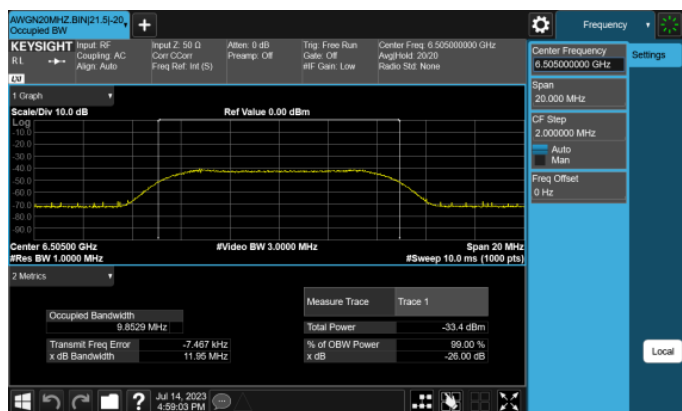 AWGN20MHZ.BIN|21.5|-20,
Occupied BW
Frequency
KEYSIGHT
RL
Input: RF
Coupling: AC
Align: Auto
Input Z: 50 Ω
Corr CCorr
Freq Ref: Int (S)
Atten: 0 dB
Preamp: Off
Trig: Free Run
Gate: Off
#IF Gain: Low
Center Freq: 6.505000000 GHz
Avg|Hold: 20/20
Radio Std: None
LXI
Center Frequency
6.505000000 GHz
Settings
Span
20.000 MHz
CF Step
2.000000 MHz
Auto
Man
Freq Offset
0 Hz
1 Graph
Scale/Div 10.0 dB
Ref Value 0.00 dBm
Log
-10.0
-20.0
-30.0
-40.0
-50.0
-60.0
-70.0
-80.0
-90.0
Center 6.50500 GHz
#Video BW 3.0000 MHz
Span 20 MHz
#Res BW 1.0000 MHz
#Sweep 10.0 ms (1000 pts)
2 Metrics
Measure Trace
Trace 1
Occupied Bandwidth
9.8529 MHz
Total Power
-33.4 dBm
Transmit Freq Error
-7.467 kHz
% of OBW Power
99.00 %
x dB Bandwidth
11.95 MHz
x dB
-26.00 dB
Local
Jul 14, 2023
4:59:03 PM